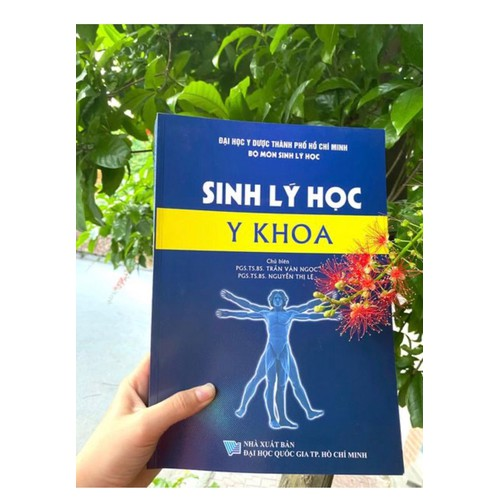 ĐẠI HỌC Y DƯỢC THÀNH PHỐ HỒ CHÍ MINH
BỘ MÔN SINH LÝ HỌC
SINH LÝ HỌC
Y KHOA
Chủ biên
PGS.TS.BS. TRẦN VĂN NGỌC
PGS.TS.BS. NGUYỄN THỊ LỆ
NHÀ XUẤT BẢN
ĐẠI HỌC QUỐC GIA TP. HỒ CHÍ MINH